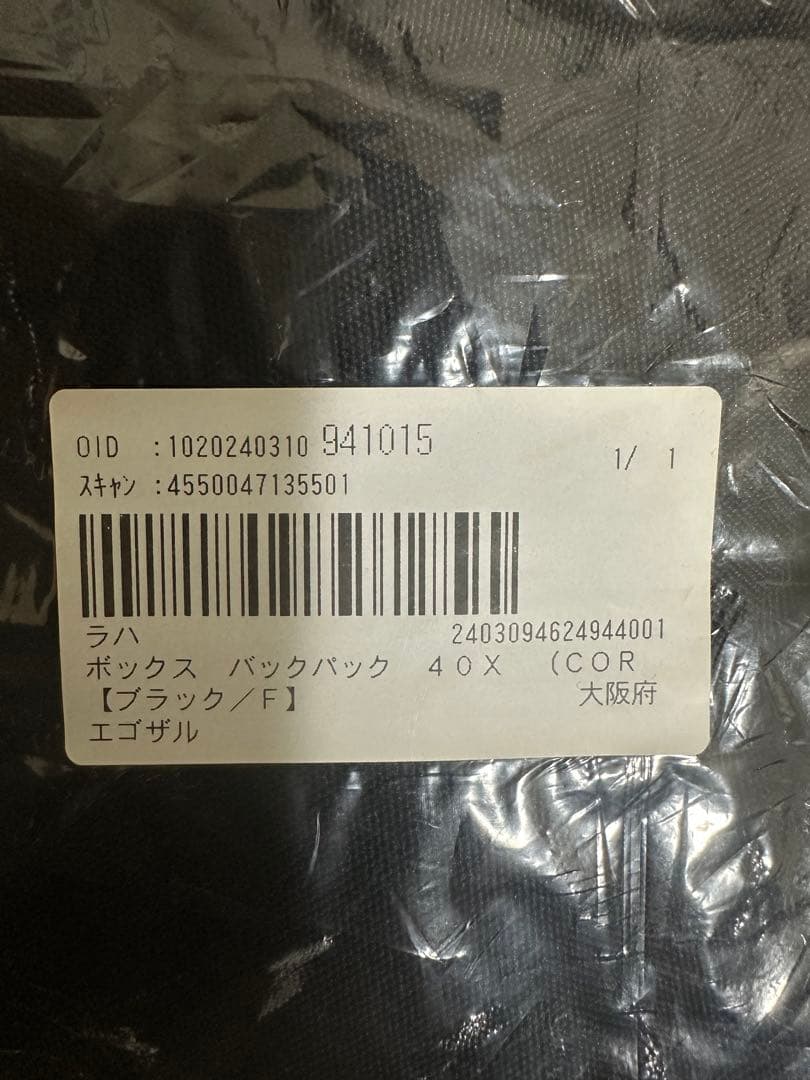 OID :1020240310 941015
1/ 1
ｽｷｬﾝ :4550047135501
ラハ 2403094624944001
ボックス バックパック 40X (COR
【ブラック／F】 大阪府
エゴザル